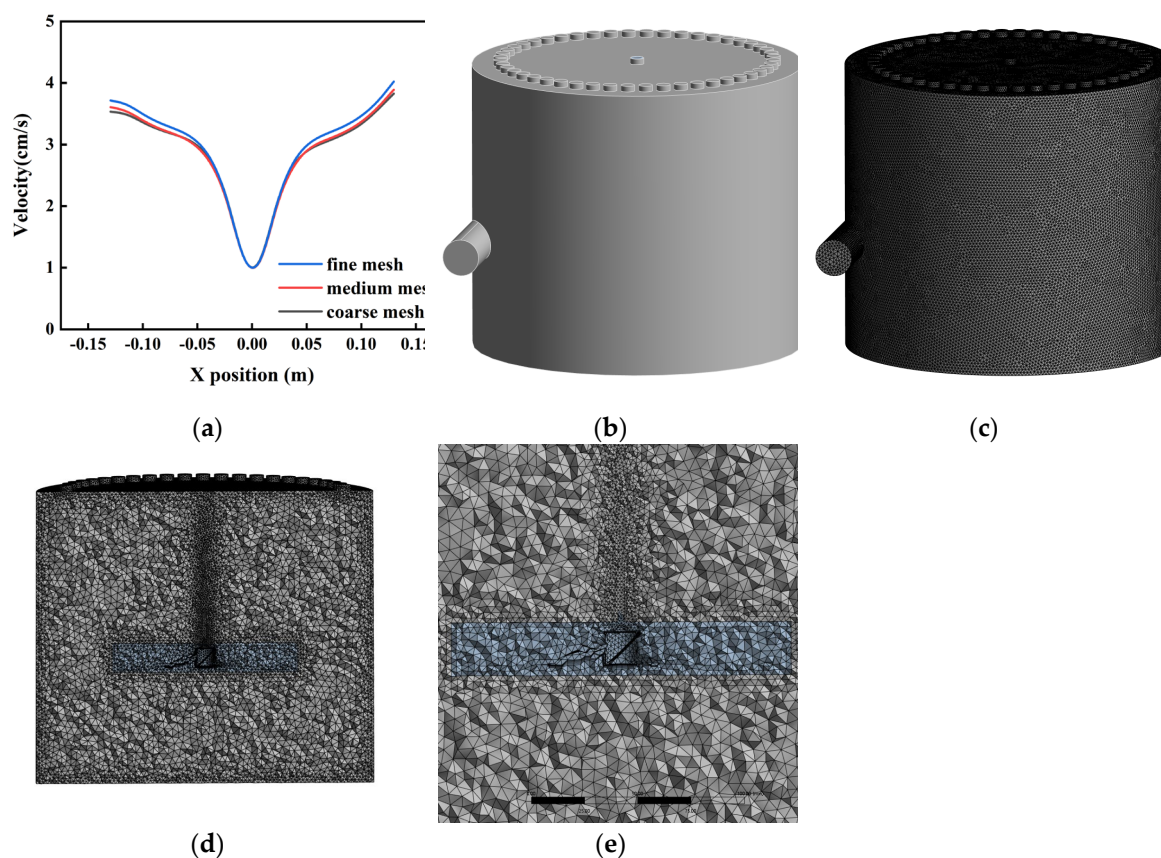 5
4
3
2
1
0
Velocity(cm/s)
fine mesh
medium mes
coarse mesh
-0.15 -0.10 -0.05 0.00 0.05 0.10 0.15
X position (m)
(a)
(b)
(c)
(d)
(e)